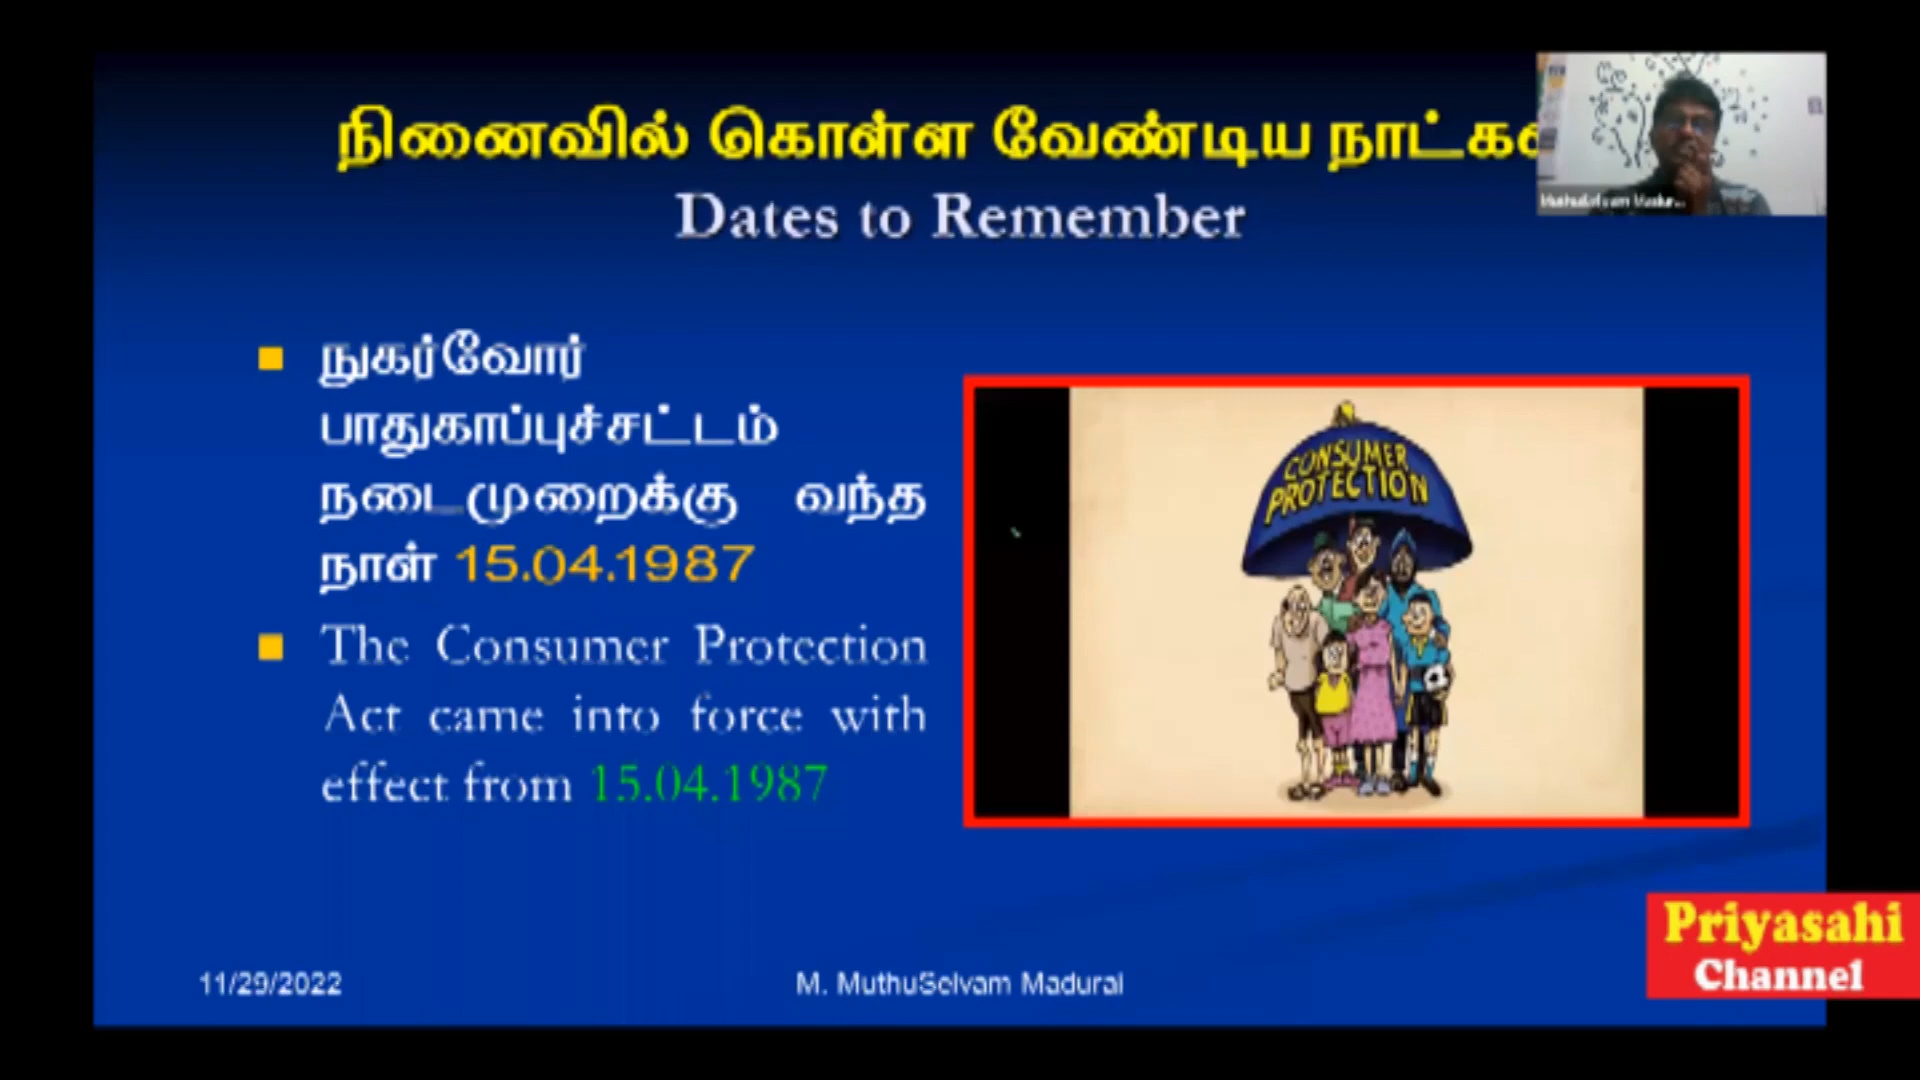 நினைவில் கொள்ள வேண்டிய
Dates to Remember
நுகர்வோர்
பாதுகாப்புச்சட்டம்
நடைமுறைக்கு வந்த
நாள் 15.04.1987
The Consumer Protection
Act came into force with
effect from 15.04.1987
CONSUMER
PROTECTION
11/29/2022
M. MuthuSelvam Madurai
Priyasahi
Channel